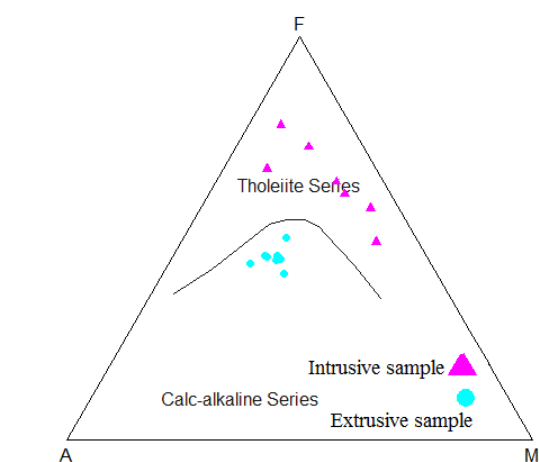 F
Tholeiite Series
Intrusive sample
Calc-alkaline Series
Extrusive sample
A
M